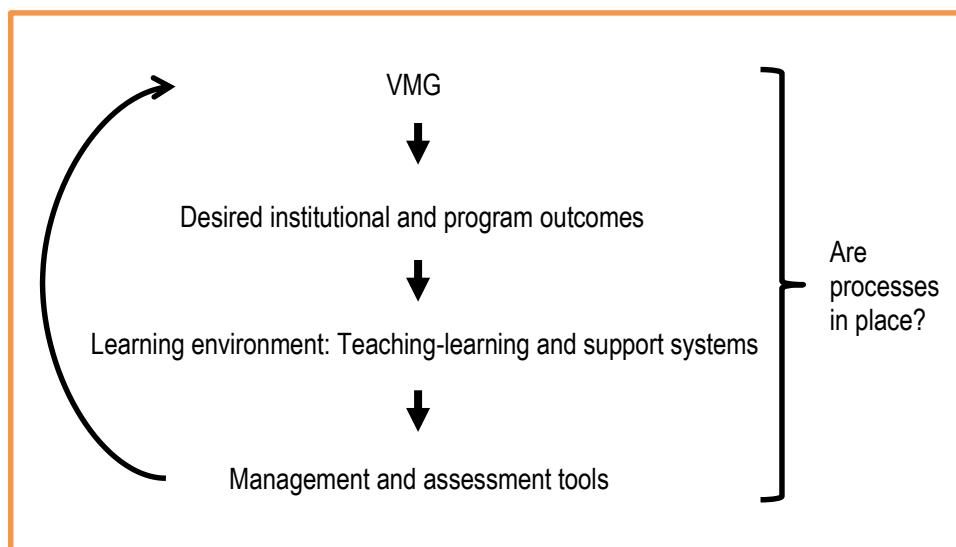 VMG
Desired institutional and program outcomes
Learning environment: Teaching-learning and support systems
Management and assessment tools
Are
processes
in place?